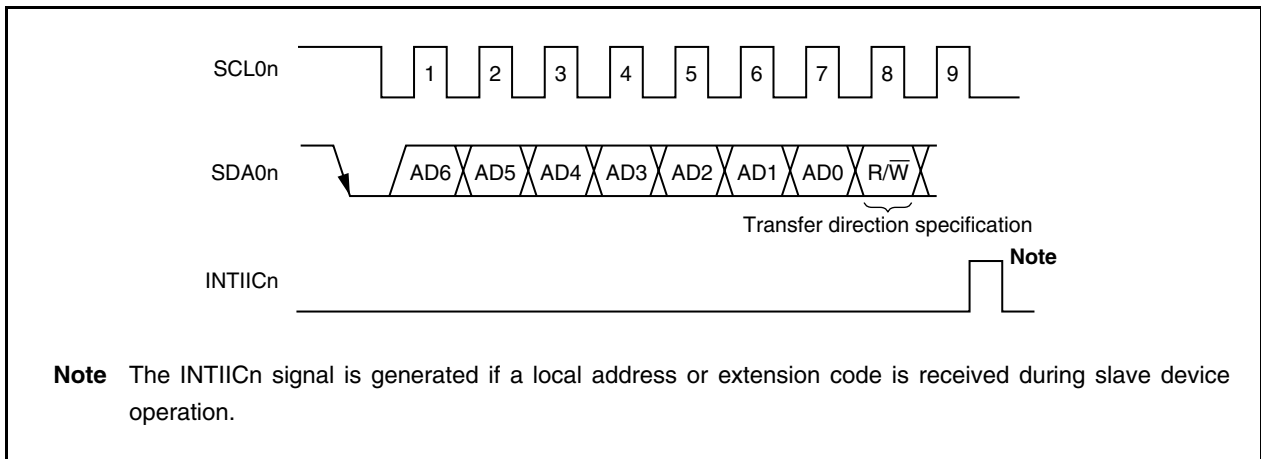 SCL0n 1 2 3 4 5 6 7 8 9
SDA0n AD6 AD5 AD4 AD3 AD2 AD1 AD0 R/W̅
Transfer direction specification
Note
INTIICn
Note The INTIICn signal is generated if a local address or extension code is received during slave device
operation.